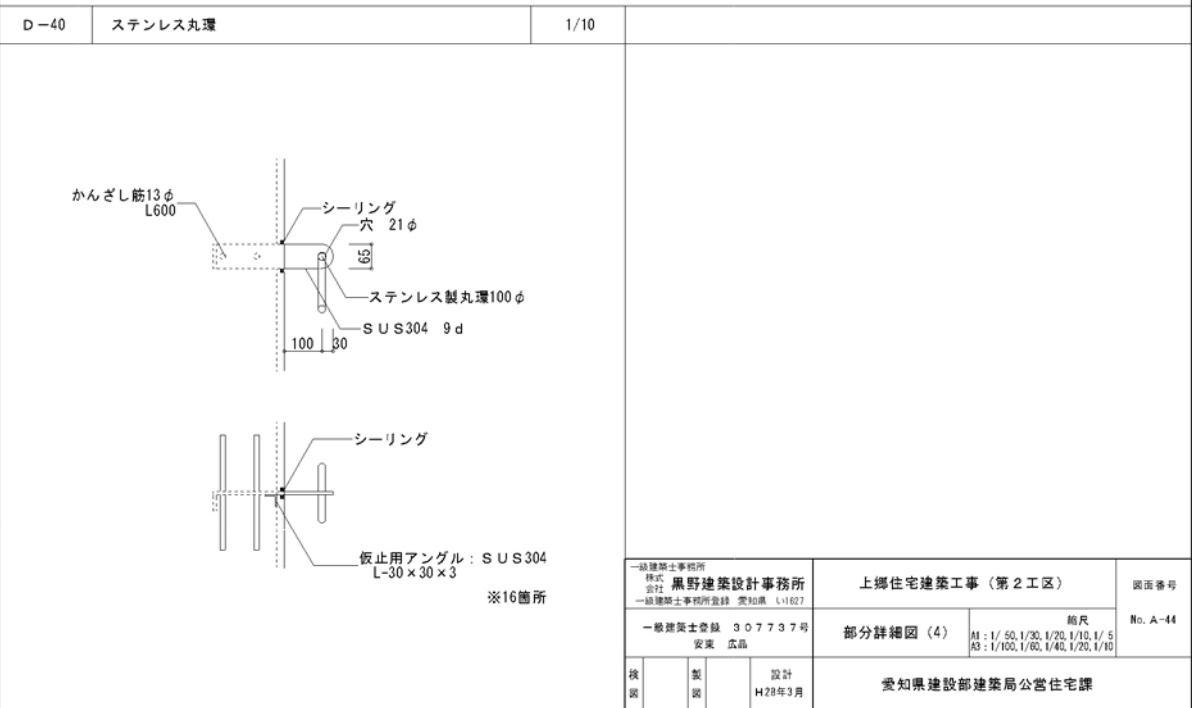 D-40 ステンレス丸環 1/10
かんざし筋13φ
L600
シーリング
穴 21φ
65
ステンレス製丸環100φ
SUS304 9d
100 30
シーリング
仮止用アングル：SUS304
L-30×30×3
※16箇所
一級建築士事務所
株式会社 黒野建築設計事務所
一級建築士事務所登録 愛知県 い1627
一級建築士登録 307737号
安東 広晶
検図 製図 設計
H28年3月
上郷住宅建築工事（第２工区）
部分詳細図（4）
縮尺
A1：1/ 50,1/30,1/20,1/10,1/ 5
A3：1/100,1/60,1/40,1/20,1/10
図面番号
No. A-44
愛知県建設部建築局公営住宅課